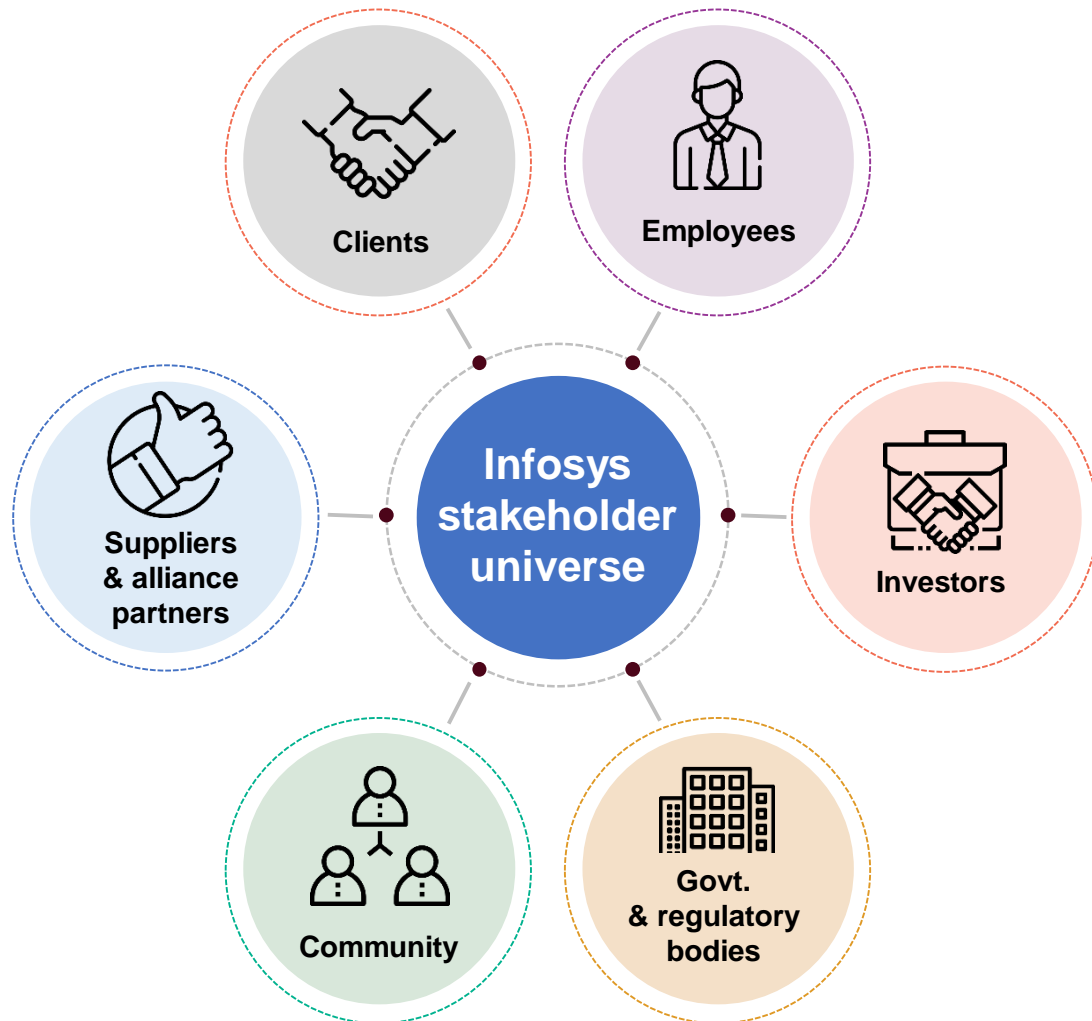 Clients
Employees
Infosys
stakeholder
universe
Suppliers
& alliance
partners
Investors
Community
Govt.
& regulatory
bodies